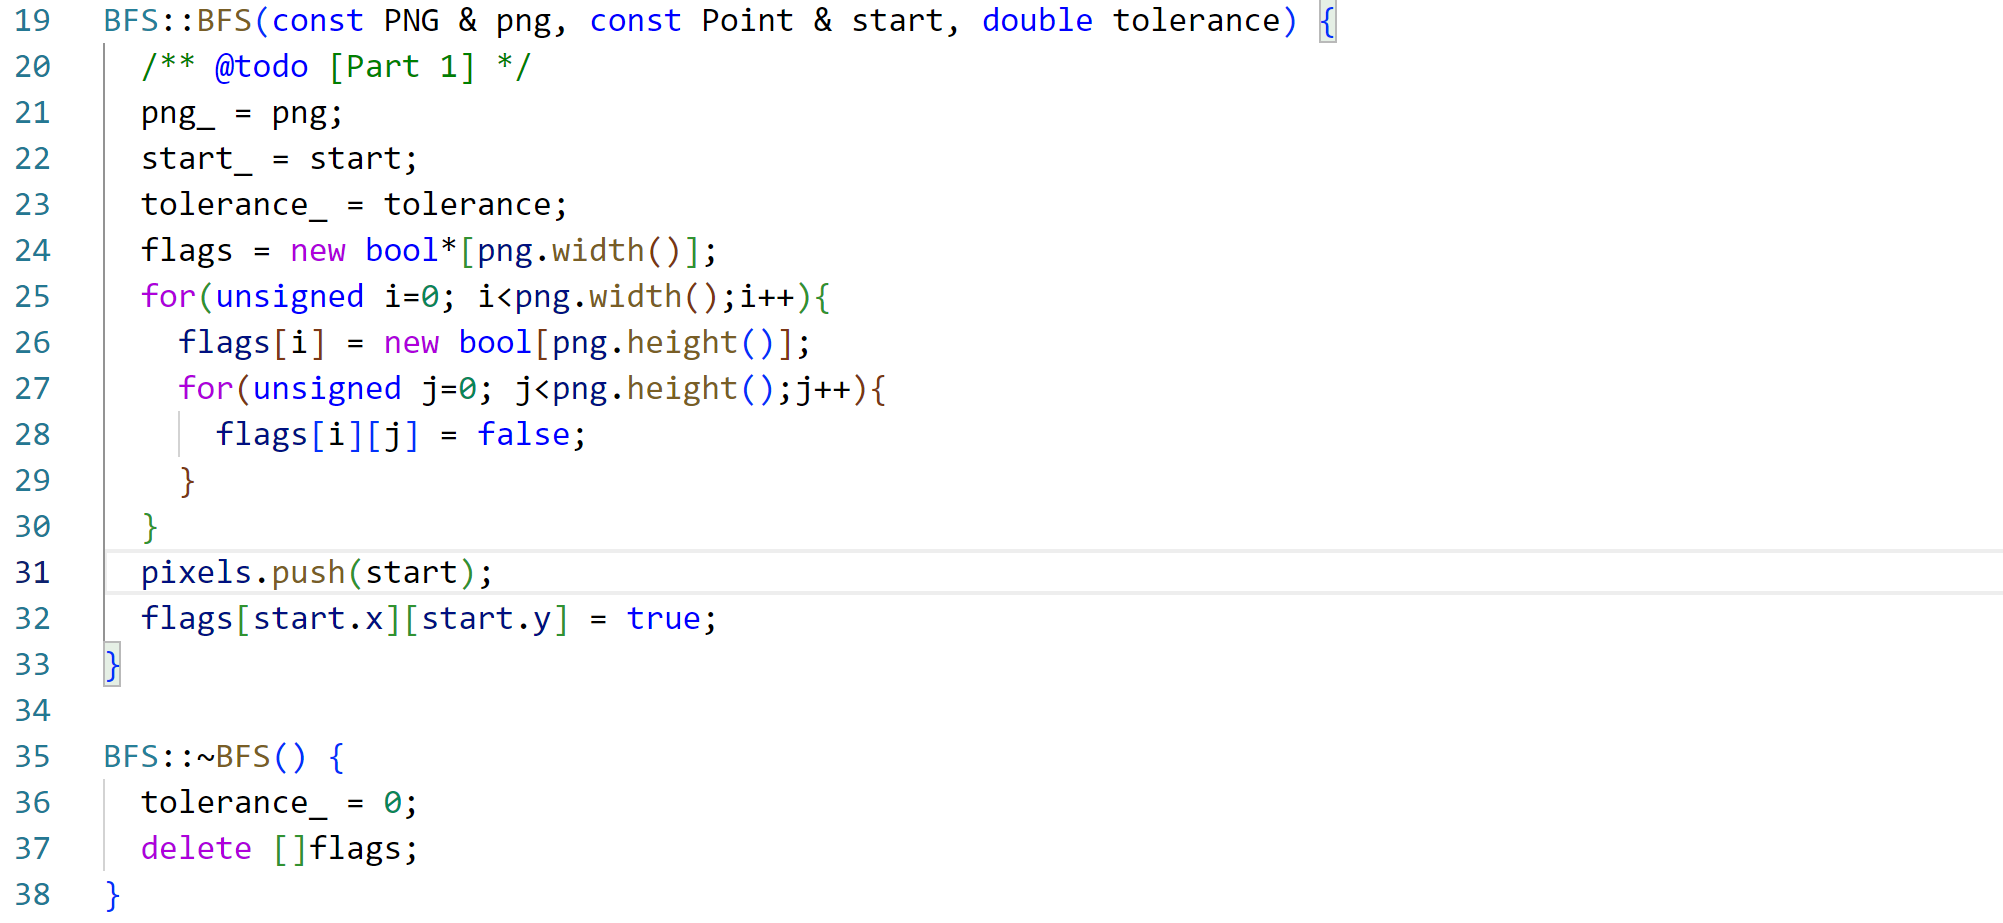 19 BFS::BFS(const PNG & png, const Point & start, double tolerance) {
20   /** @todo [Part 1] */
21   png_ = png;
22   start_ = start;
23   tolerance_ = tolerance;
24   flags = new bool*[png.width()];
25   for(unsigned i=0; i<png.width();i++){
26     flags[i] = new bool[png.height()];
27     for(unsigned j=0; j<png.height();j++){
28       flags[i][j] = false;
29     }
30   }
31   pixels.push(start);
32   flags[start.x][start.y] = true;
33 }
34
35 BFS::~BFS() {
36   tolerance_ = 0;
37   delete []flags;
38 }